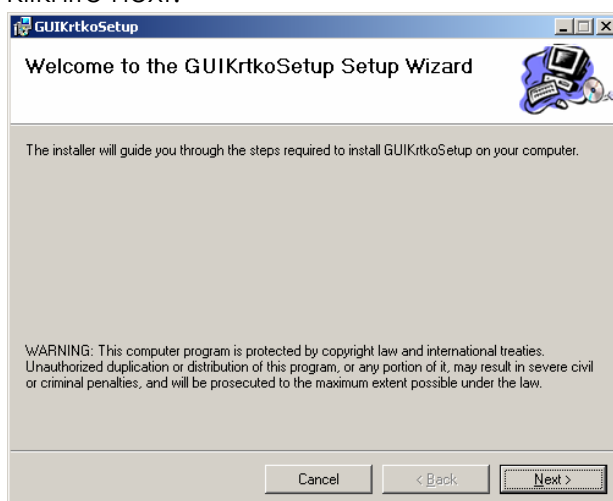 GUIKrtkoSetup
Welcome to the GUIKrtkoSetup Setup Wizard
The installer will guide you through the steps required to install GUIKrtkoSetup on your computer.
WARNING: This computer program is protected by copyright law and international treaties.
Unauthorized duplication or distribution of this program, or any portion of it, may result in severe civil
or criminal penalties, and will be prosecuted to the maximum extent possible under the law.
Cancel < Back Next >